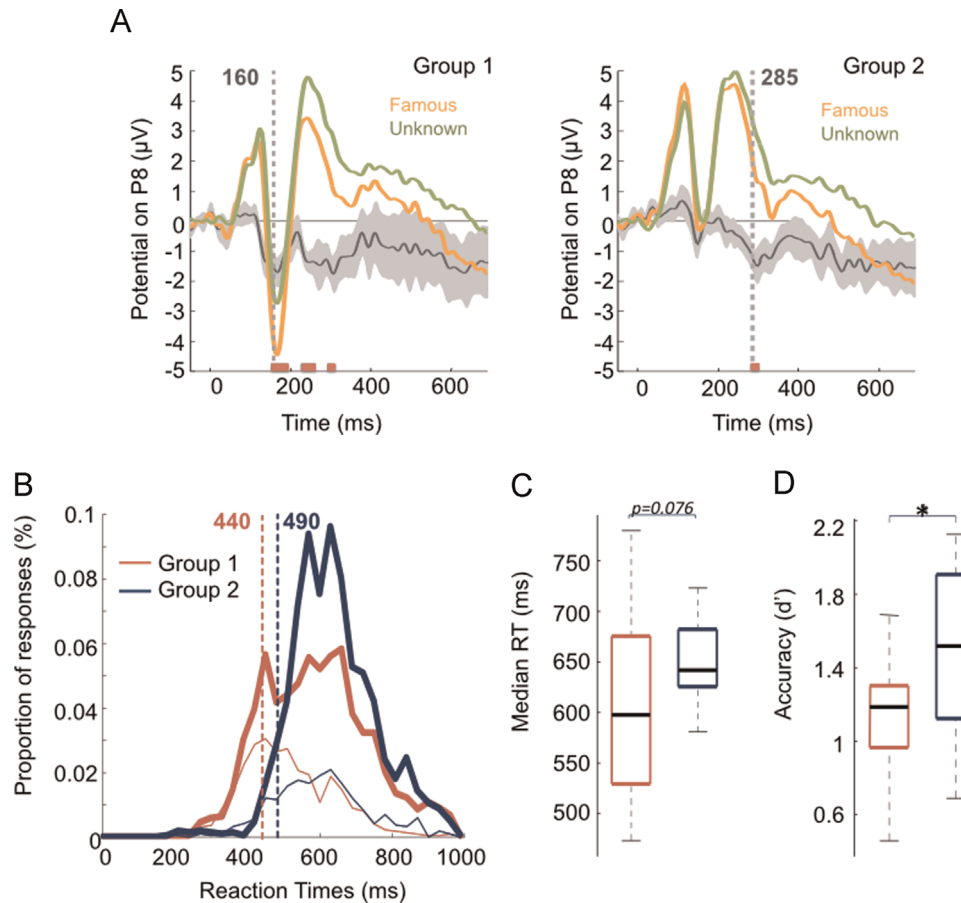 A
160
Group 1
Famous
Unknown
Potential on P8 (µV)
5
4
3
2
1
0
-1
-2
-3
-4
-5
0 200 400 600
Time (ms)
285
Group 2
Famous
Unknown
Potential on P8 (µV)
5
4
3
2
1
0
-1
-2
-3
-4
-5
0 200 400 600
Time (ms)
B
440
490
Group 1
Group 2
Proportion of responses (%)
0.1
0.08
0.06
0.04
0.02
0
0 200 400 600 800 1000
Reaction Times (ms)
C
p=0.076
Median RT (ms)
750
700
650
600
550
500
D
*
Accuracy (d')
2.2
1.8
1.4
1
0.6